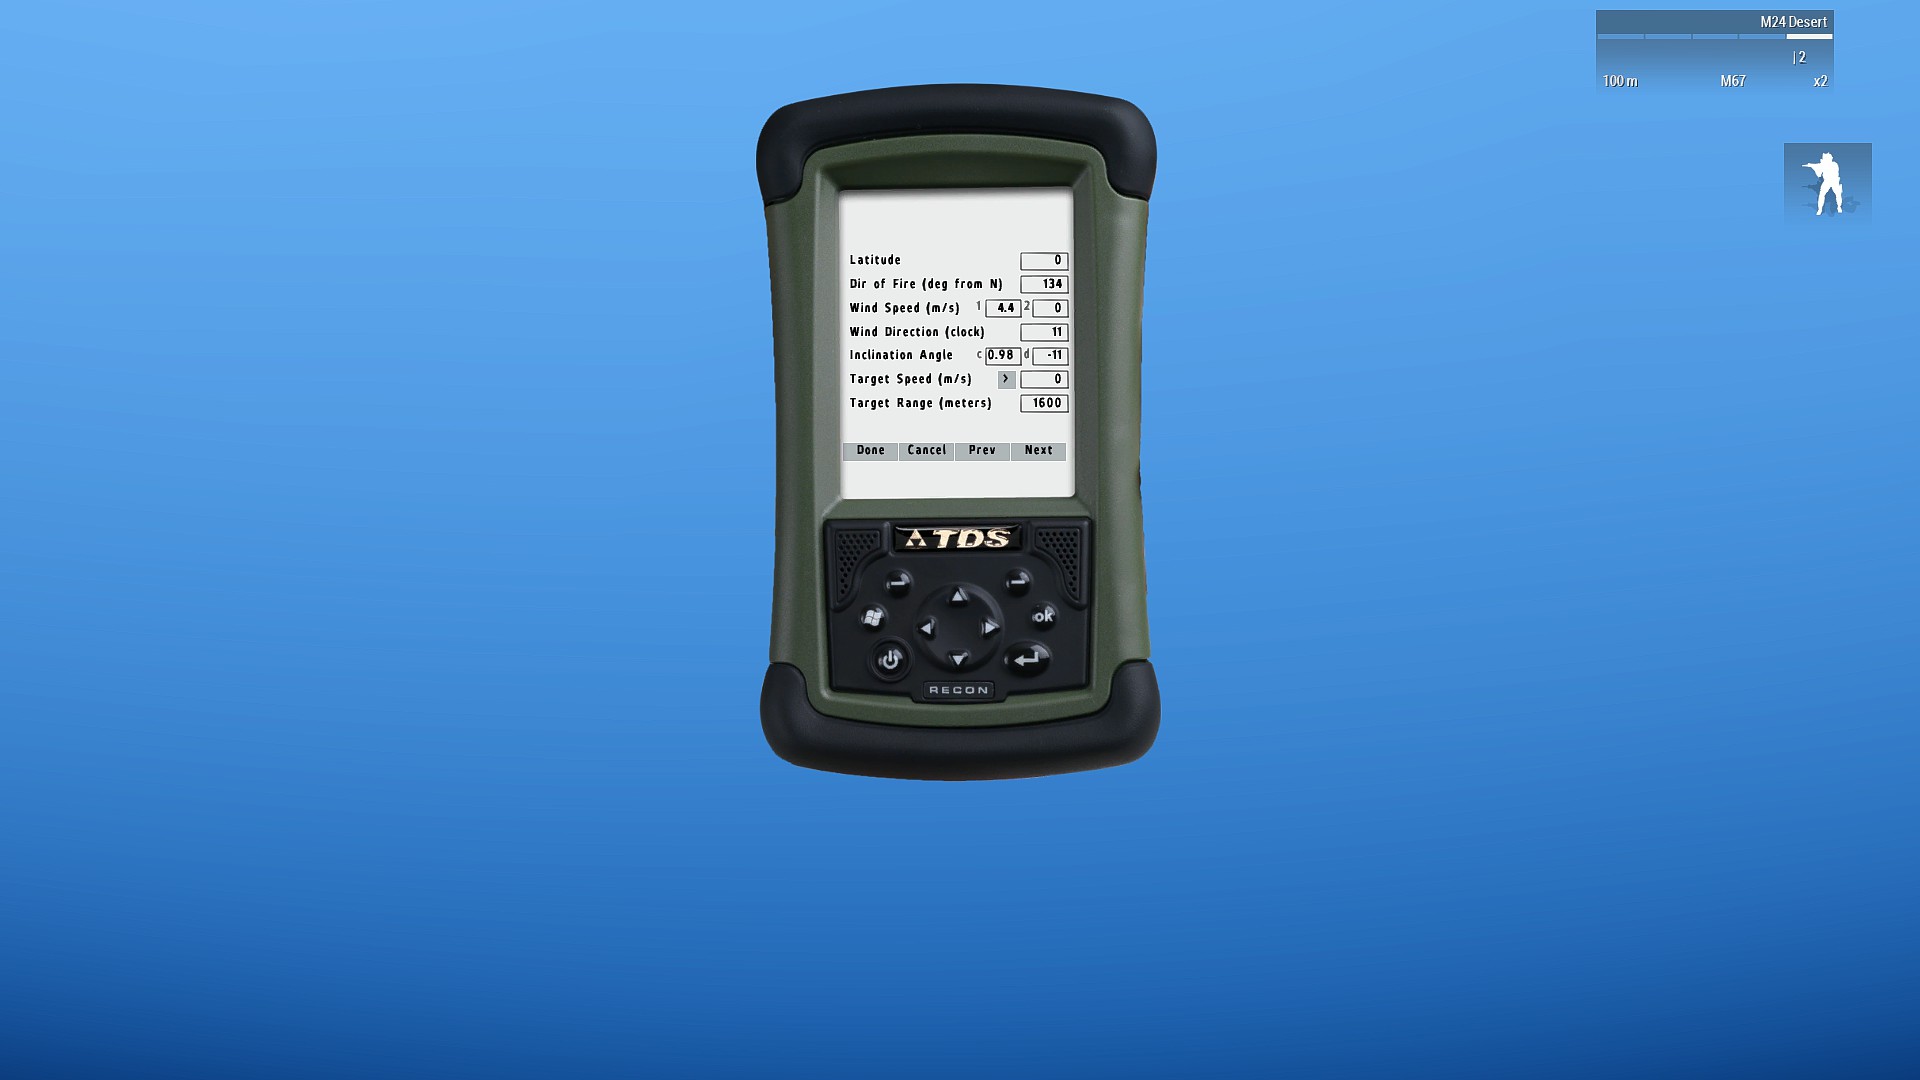 M24 Desert
| 2
100 m M67 x2
Latitude 0
Dir of Fire (deg from N) 134
Wind Speed (m/s) 1 4.4 2 0
Wind Direction (clock) 11
Inclination Angle c 0.98 d -11
Target Speed (m/s) > 0
Target Range (meters) 1600
Done Cancel Prev Next
TDS
ok
RECON